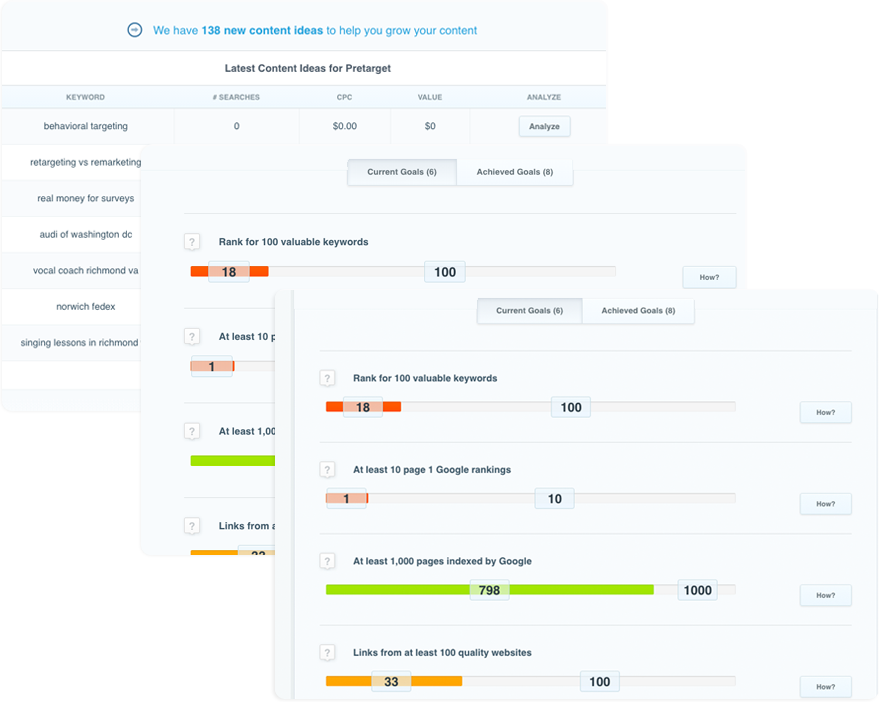 We have 138 new content ideas to help you grow your content
Latest Content Ideas for Pretarget
KEYWORD # SEARCHES CPC VALUE ANALYZE
behavioral targeting 0 $0.00 $0 Analyze
retargeting vs remarketing
real money for surveys
audi of washington dc
vocal coach richmond va
norwich fedex
singing lessons in richmond
Current Goals (6) Achieved Goals (8)
? Rank for 100 valuable keywords
18 100 How?
? At least 10 p
1
? At least 1,00
? Links from a
Current Goals (6) Achieved Goals (8)
? Rank for 100 valuable keywords
18 100 How?
? At least 10 page 1 Google rankings
1 10 How?
? At least 1,000 pages indexed by Google
798 1000 How?
? Links from at least 100 quality websites
33 100 How?